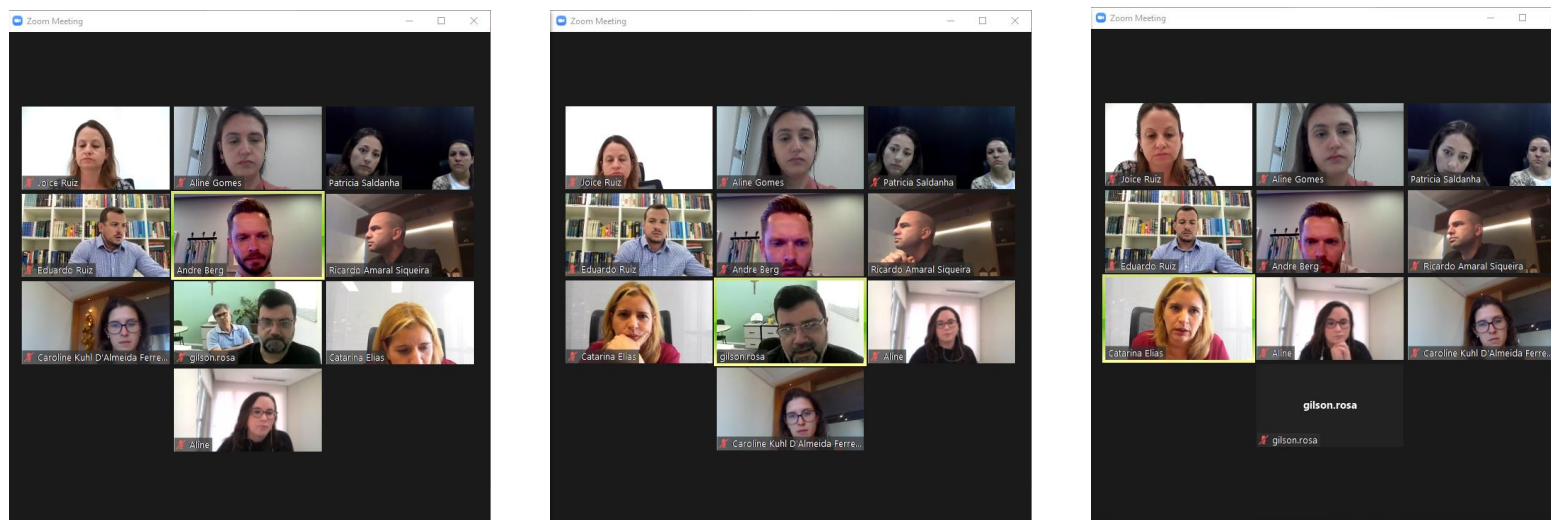 Zoom Meeting
Joice Ruiz
Aline Gomes
Patricia Saldanha
Eduardo Ruiz
Andre Berg
Ricardo Amaral Siqueira
Caroline Kuhl D'Almeida Ferre...
gilson.rosa
Catarina Elias
Aline
Zoom Meeting
Joice Ruiz
Aline Gomes
Patricia Saldanha
Eduardo Ruiz
Andre Berg
Ricardo Amaral Siqueira
Catarina Elias
gilson.rosa
Aline
Caroline Kuhl D'Almeida Ferre...
Zoom Meeting
Joice Ruiz
Aline Gomes
Patricia Saldanha
Eduardo Ruiz
Andre Berg
Ricardo Amaral Siqueira
Catarina Elias
Aline
Caroline Kuhl D'Almeida Ferre...
gilson.rosa
gilson.rosa